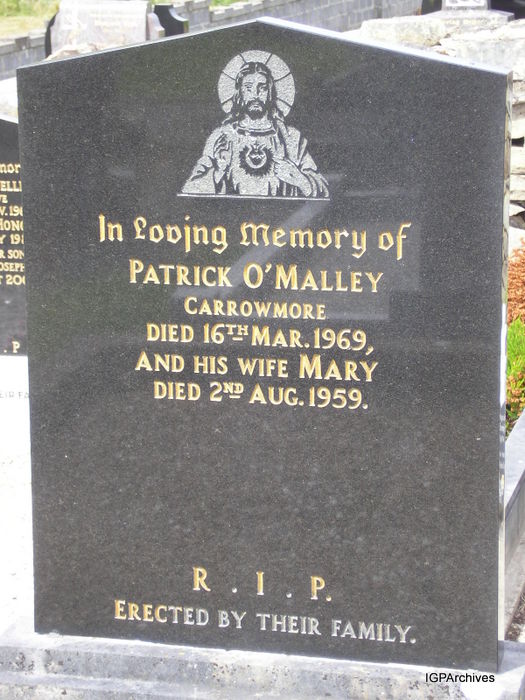 In Loving Memory of
PATRICK O'MALLEY
CARROWMORE
DIED 16TH MAR. 1969,
AND HIS WIFE MARY
DIED 2ND AUG. 1959.
R . I . P.
ERECTED BY THEIR FAMILY.
IGPArchives